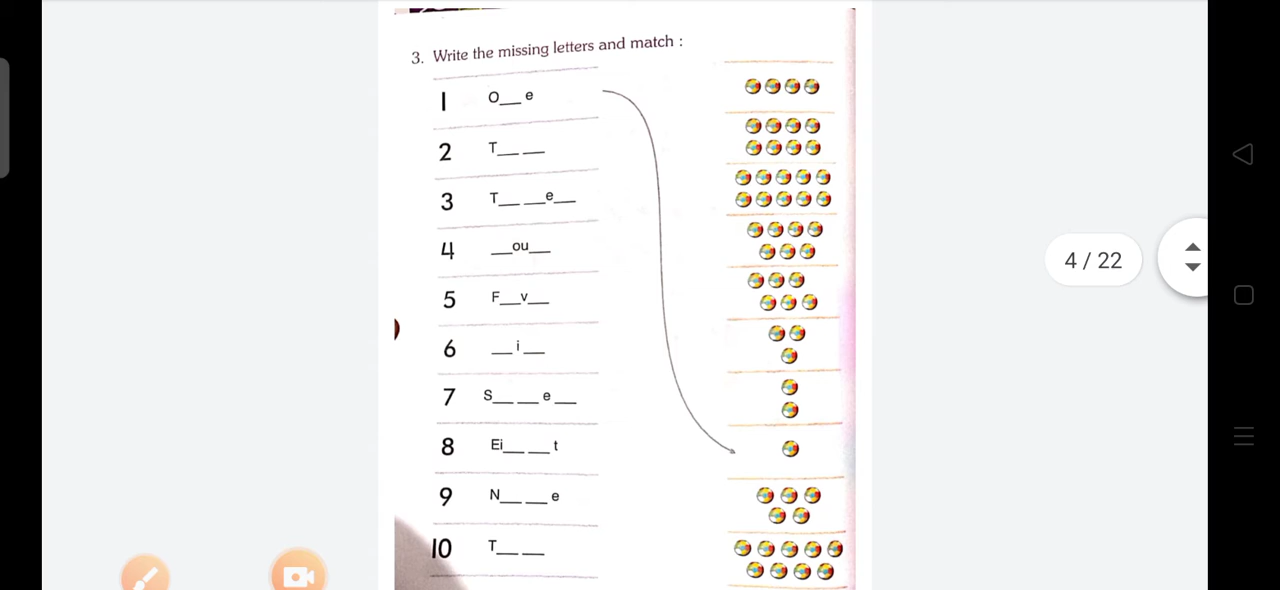 3. Write the missing letters and match :
1 O__e
2 T__ __
3 T__ __e__
4 __ou__
5 F__v__
6 __i__
7 S__ __e__
8 Ei__ __t
9 N__ __e
10 T__ __
4 / 22